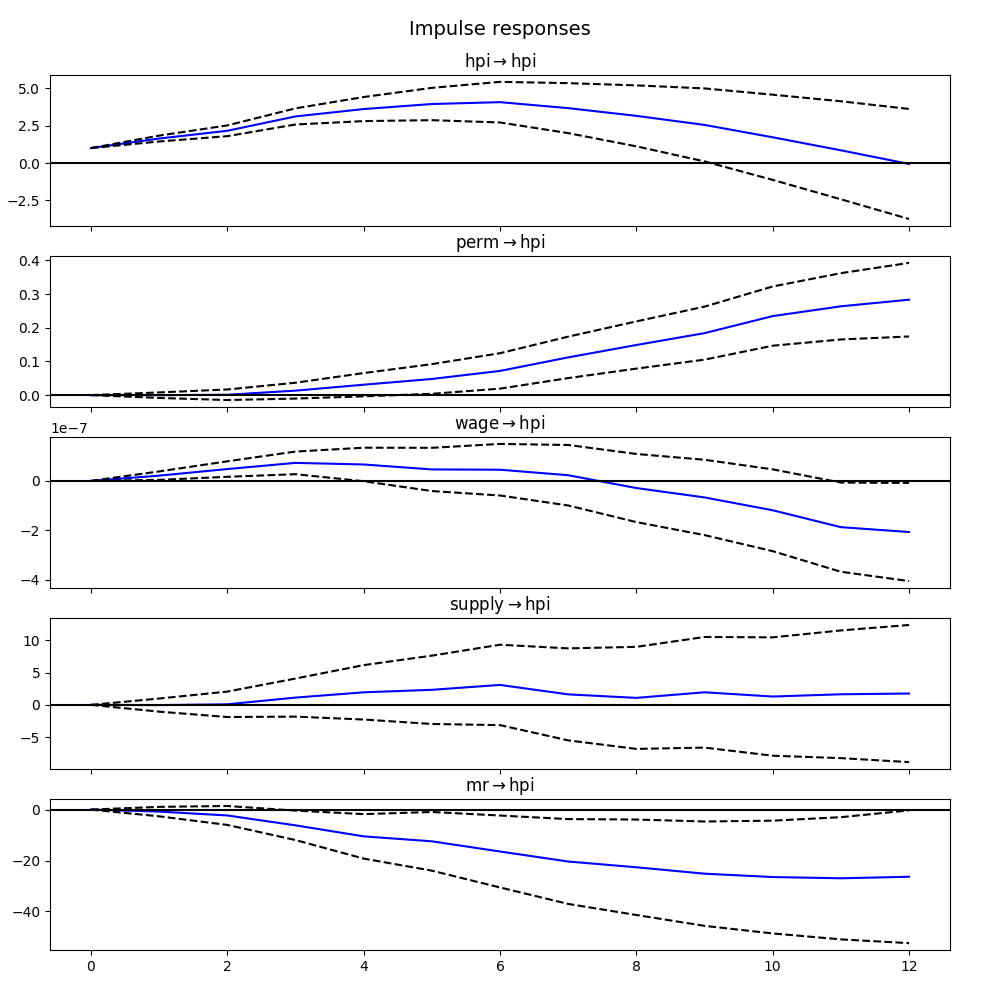 Impulse responses
hpi → hpi
5.0
2.5
0.0
−2.5
perm → hpi
0.4
0.3
0.2
0.1
0.0
wage → hpi
1e−7
0
−2
−4
supply → hpi
10
5
0
−5
mr → hpi
0
−20
−40
0 2 4 6 8 10 12